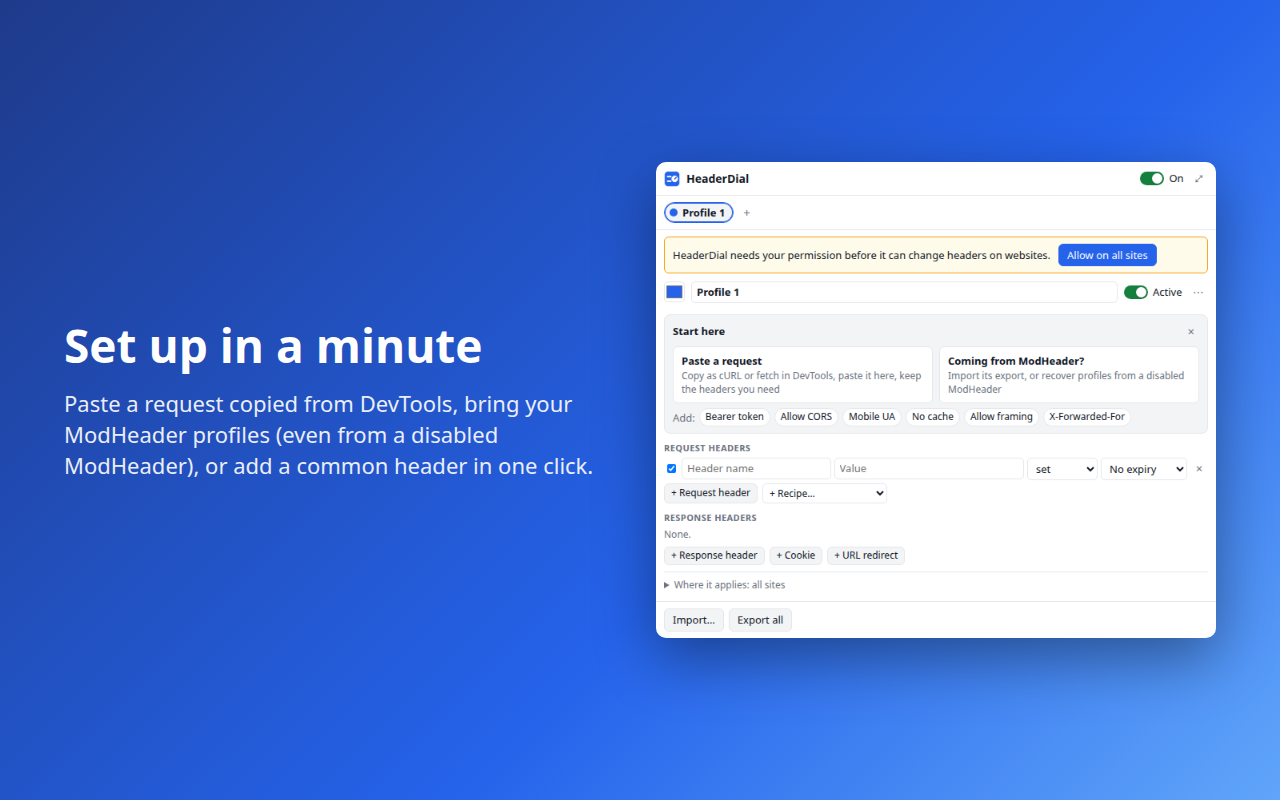 Set up in a minute
Paste a request copied from DevTools, bring your
ModHeader profiles (even from a disabled
ModHeader), or add a common header in one click.
HeaderDial
On
Profile 1
+
HeaderDial needs your permission before it can change headers on websites.
Allow on all sites
Profile 1
Active
Start here
Paste a request
Copy as cURL or fetch in DevTools, paste it here, keep
the headers you need
Coming from ModHeader?
Import its export, or recover profiles from a disabled
ModHeader
Add:
Bearer token
Allow CORS
Mobile UA
No cache
Allow framing
X-Forwarded-For
REQUEST HEADERS
Header name
Value
set
No expiry
+ Request header
+ Recipe...
RESPONSE HEADERS
None.
+ Response header
+ Cookie
+ URL redirect
Where it applies: all sites
Import...
Export all